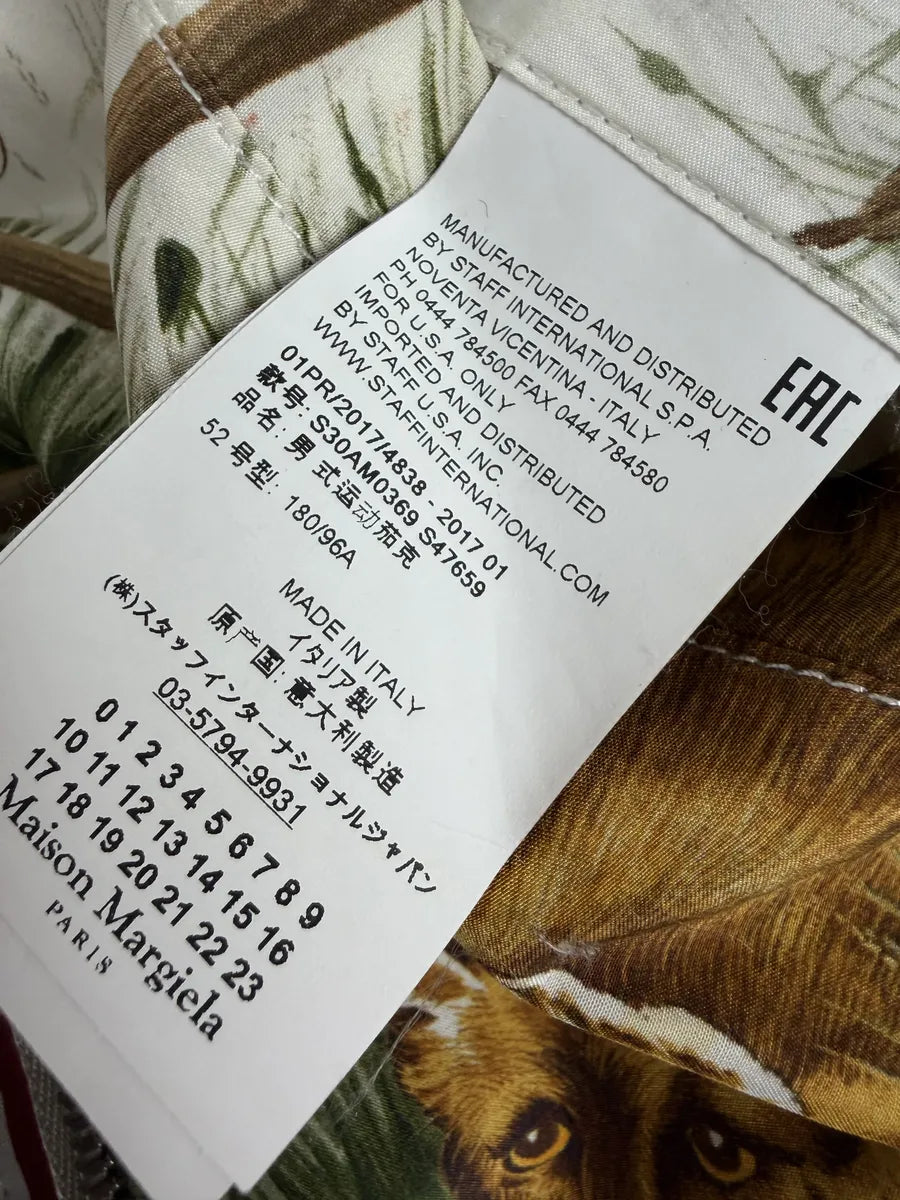 MANUFACTURED AND DISTRIBUTED
BY STAFF INTERNATIONAL S.P.A.
NOVENTA VICENTINA - ITALY
PH 0444 784500 FAX 0444 784580
FOR U.S.A. ONLY
IMPORTED AND DISTRIBUTED
BY STAFF U.S.A. INC.
WWW.STAFFINTERNATIONAL.COM
EAC
01PR/2017/4838 - 2017 01
款号: S30AM0369 S47659
品名: 男 式运动茄克
52 号型: 180/96A
MADE IN ITALY
イタリア製
原产国: 意大利製造
(株)スタッフインターナショナルジャパン
03-5794-9931
0 1 2 3 4 5 6 7 8 9
10 11 12 13 14 15 16
17 18 19 20 21 22 23
Maison Margiela
PARIS